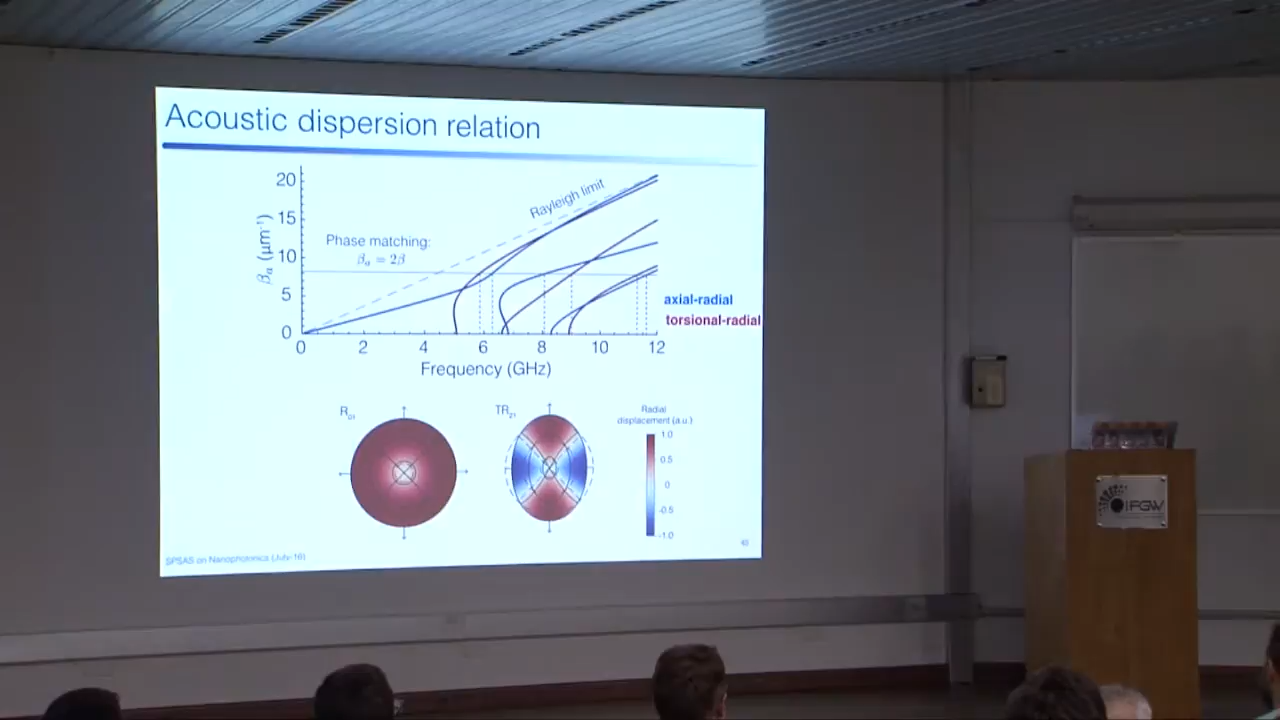 Acoustic dispersion relation
20
15
10
5
0
βa (μm⁻¹)
Rayleigh limit
Phase matching:
βa = 2β
axial-radial
torsional-radial
0 2 4 6 8 10 12
Frequency (GHz)
R01
TR21
Radial
displacement (a.u.)
1.0
0.5
0
-0.5
-1.0
SPSAS on Nanophotonics (July-16)
IFGW